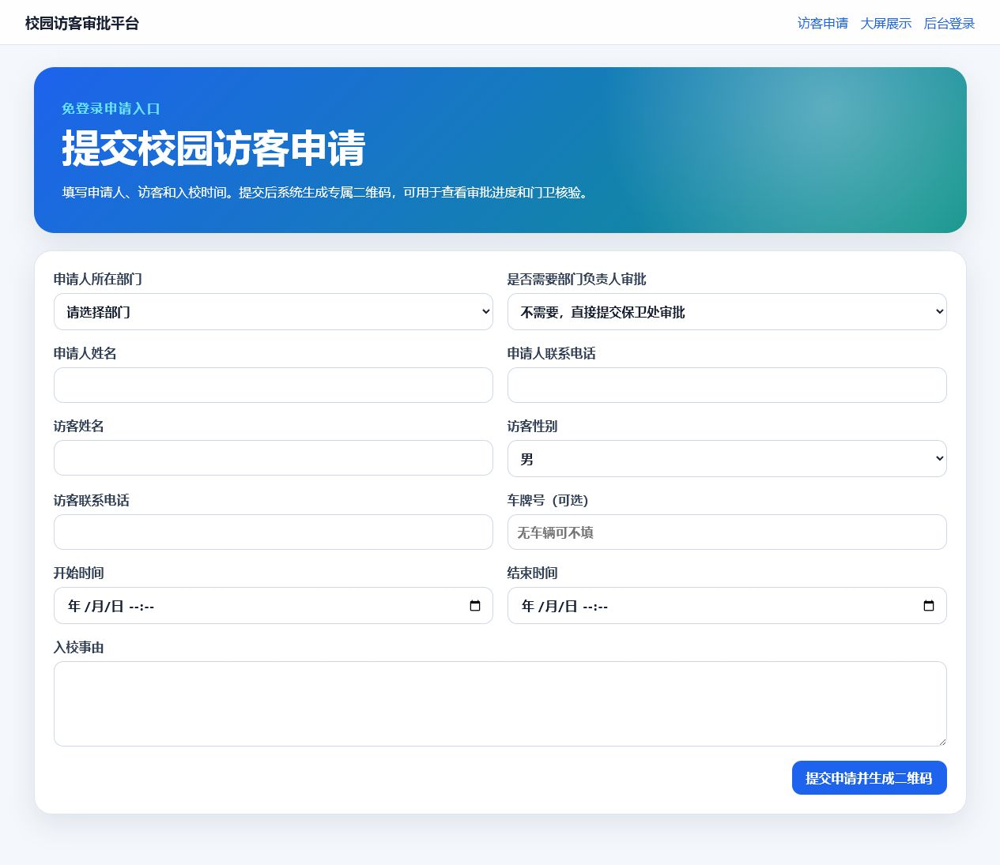 校园访客审批平台
访客申请 大屏展示 后台登录
免登录申请入口
提交校园访客申请
填写申请人、访客和入校时间。提交后系统生成专属二维码，可用于查看审批进度和门卫核验。
申请人所在部门
请选择部门
是否需要部门负责人审批
不需要，直接提交保卫处审批
申请人姓名
申请人联系电话
访客姓名
访客性别
男
访客联系电话
车牌号（可选）
无车辆可不填
开始时间
年 /月/日 --:--
结束时间
年 /月/日 --:--
入校事由
提交申请并生成二维码